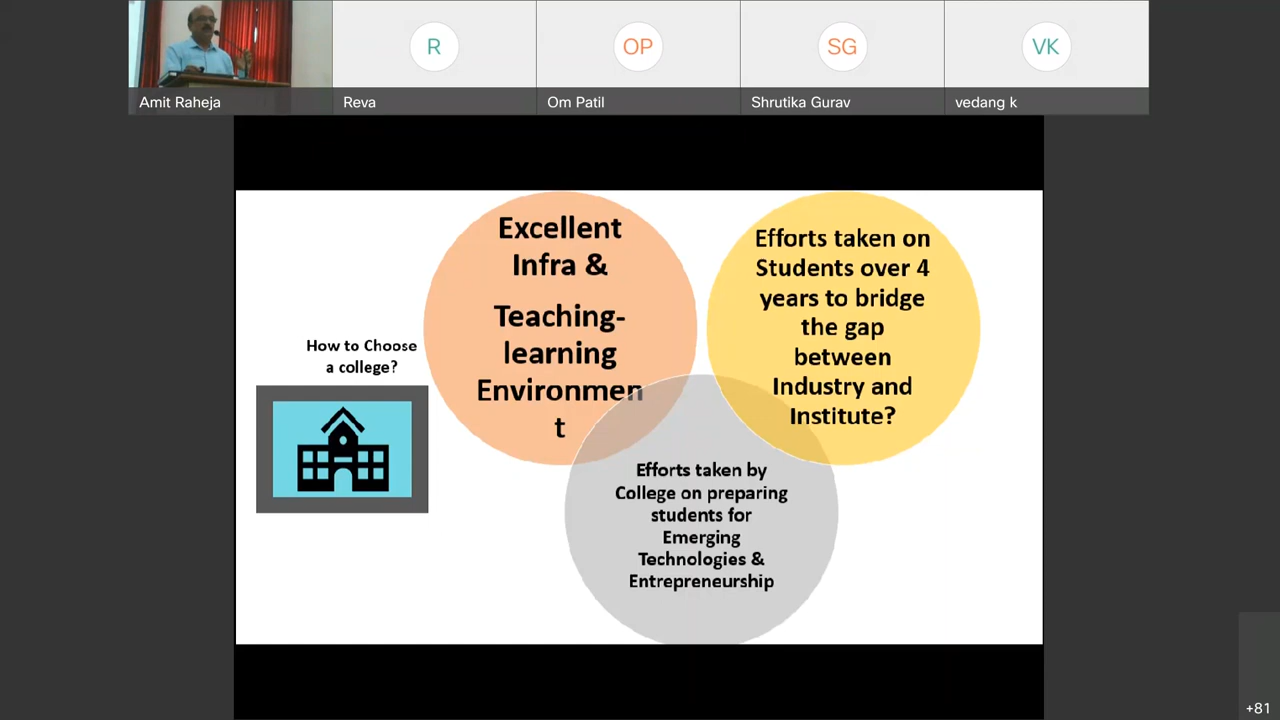 R
OP
SG
VK
Amit Raheja
Reva
Om Patil
Shrutika Gurav
vedang k
How to Choose
a college?
Excellent
Infra &
Teaching-
learning
Environmen
t
Efforts taken on
Students over 4
years to bridge
the gap
between
Industry and
Institute?
Efforts taken by
College on preparing
students for
Emerging
Technologies &
Entrepreneurship
+81